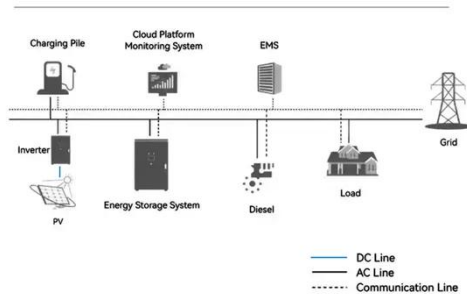 Charging Pile
Cloud Platform
Monitoring System
EMS
Inverter
Grid
PV
Energy Storage System
Diesel
Load
DC Line
AC Line
Communication Line